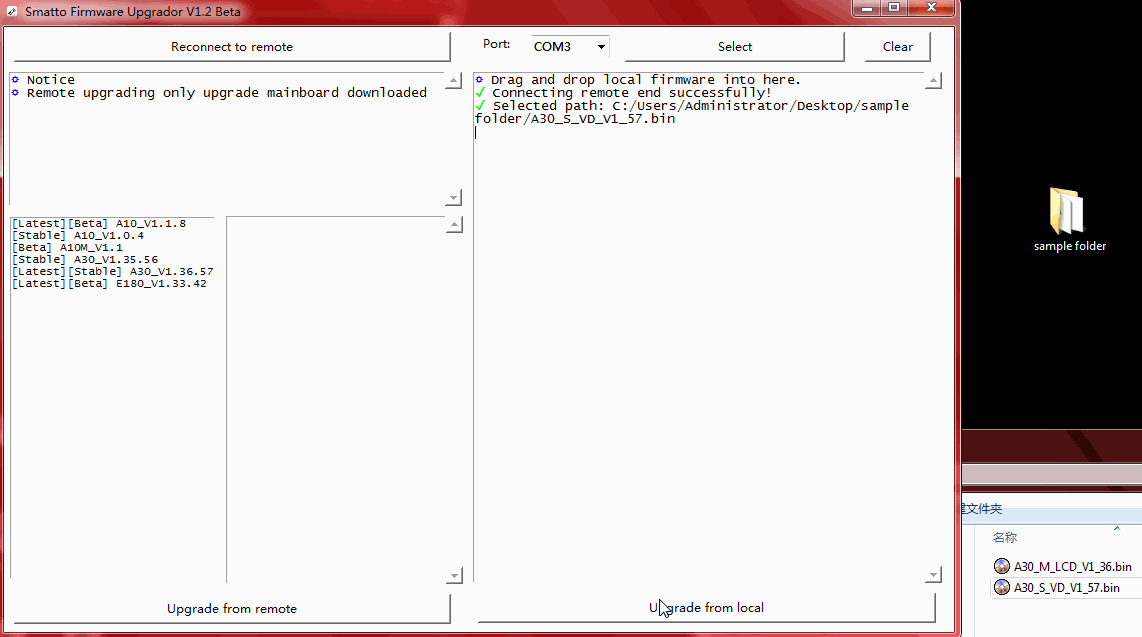 Smatto Firmware Upgrador V1.2 Beta
Reconnect to remote
Port:
COM3
Select
Clear
Notice
Remote upgrading only upgrade mainboard downloaded
Drag and drop local firmware into here.
✓ Connecting remote end successfully!
✓ Selected path: C:/Users/Administrator/Desktop/sample
folder/A30_S_VD_V1_57.bin
[Latest][Beta] A10_V1.1.8
[Stable] A10_V1.0.4
[Beta] A10M_V1.1
[Stable] A30_V1.35.56
[Latest][Stable] A30_V1.36.57
[Latest][Beta] E180_V1.33.42
Upgrade from remote
Upgrade from local
sample folder
文件夹
名称
A30_M_LCD_V1_36.bin
A30_S_VD_V1_57.bin